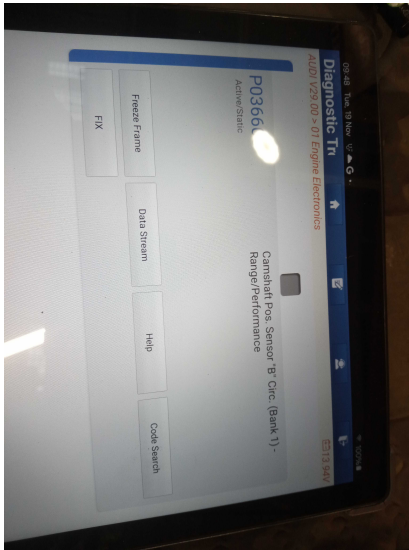 09:48 Tue, 19 Nov
100%
Diagnostic Tr
AUDI V29.00 > 01 Engine Electronics
13.94V
Camshaft Pos. Sensor "B" Circ. (Bank 1) -
Range/Performance
Active/Static
Freeze Frame
Data Stream
Help
Code Search
FIX